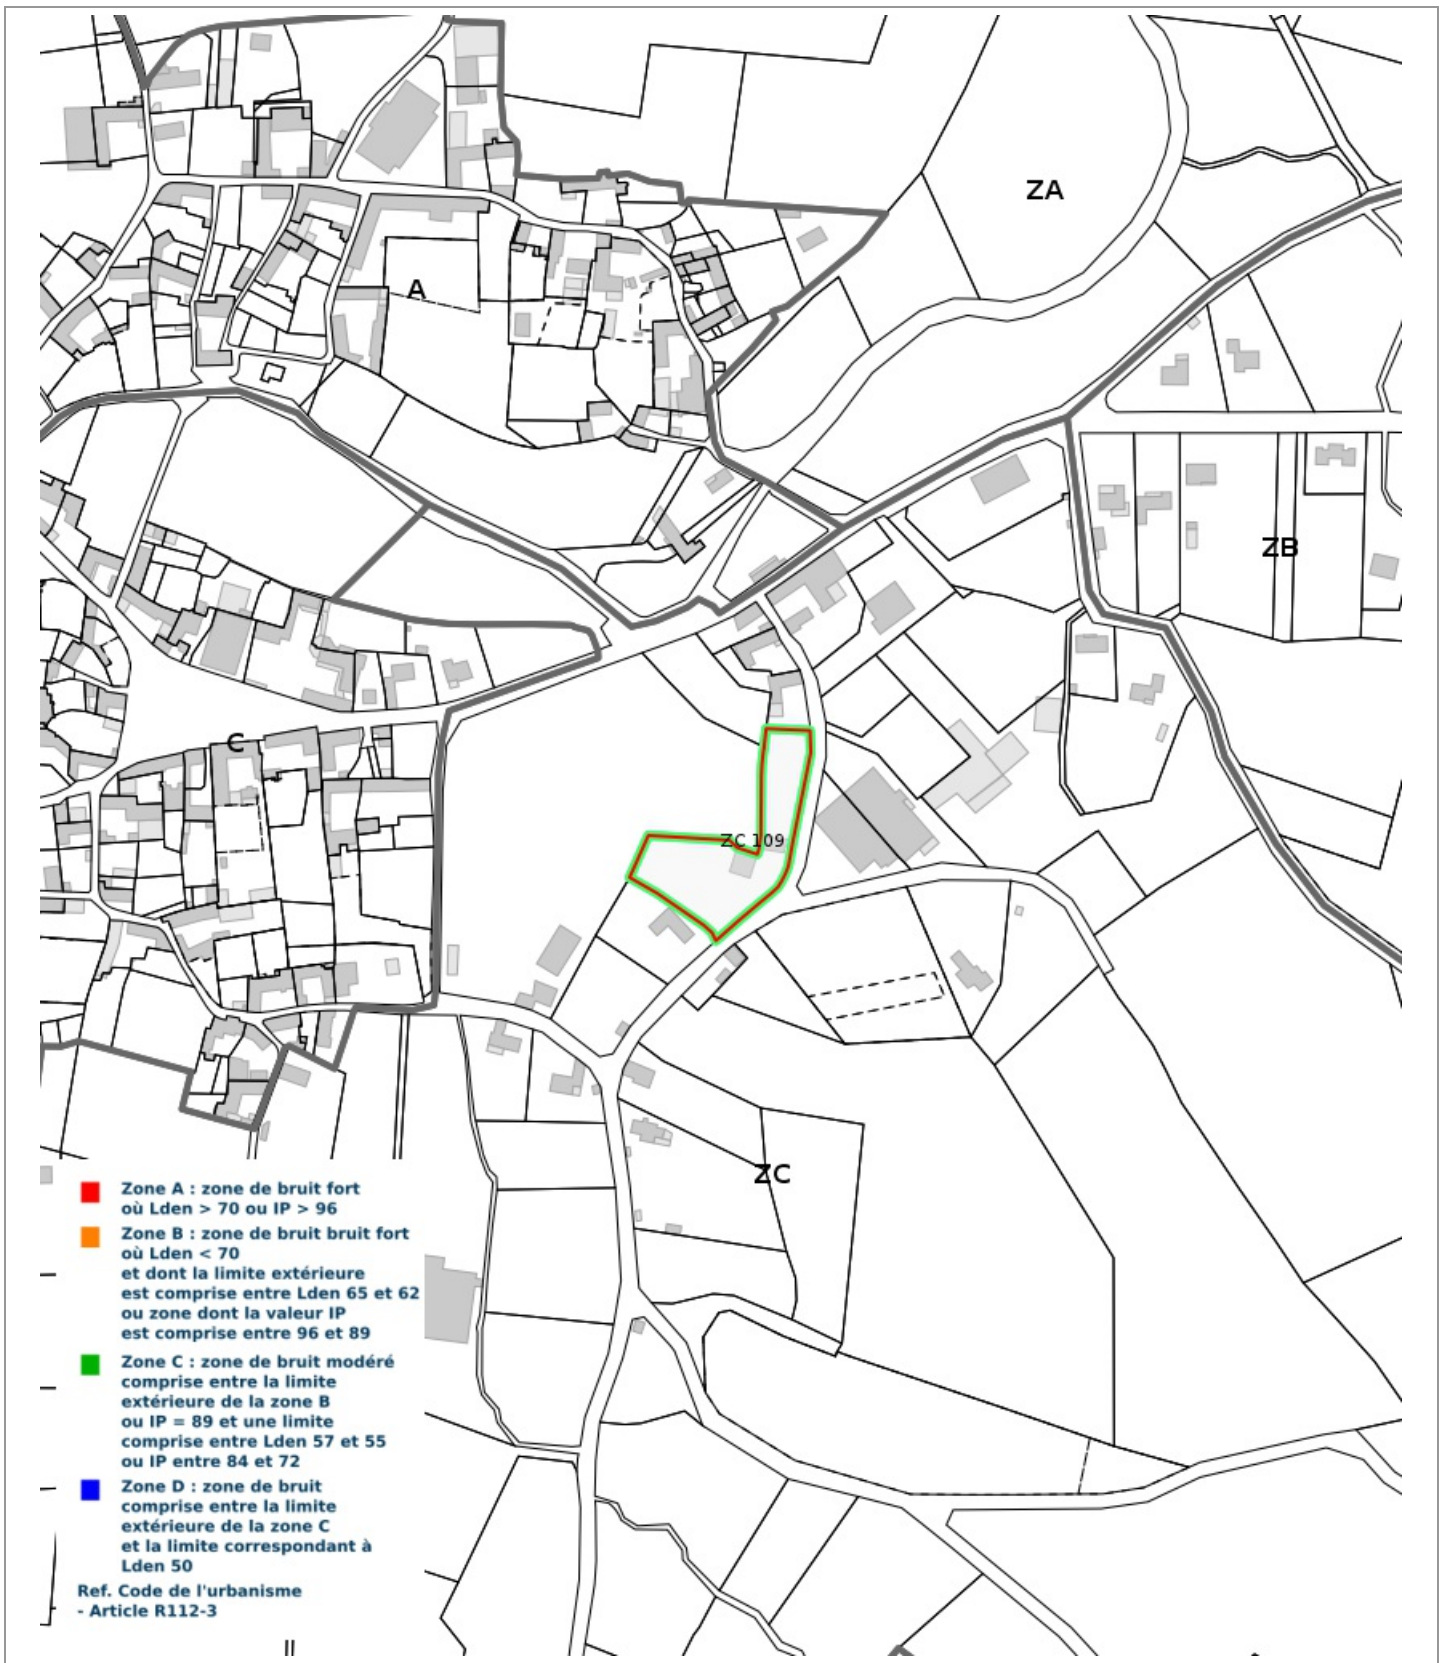 ZA
A
ZB
C
ZC 109
ZC
Zone A : zone de bruit fort
où Lden > 70 ou IP > 96
Zone B : zone de bruit bruit fort
où Lden < 70
et dont la limite extérieure
est comprise entre Lden 65 et 62
ou zone dont la valeur IP
est comprise entre 96 et 89
Zone C : zone de bruit modéré
comprise entre la limite
extérieure de la zone B
ou IP = 89 et une limite
comprise entre Lden 57 et 55
ou IP entre 84 et 72
Zone D : zone de bruit
comprise entre la limite
extérieure de la zone C
et la limite correspondant à
Lden 50
Ref. Code de l'urbanisme
- Article R112-3